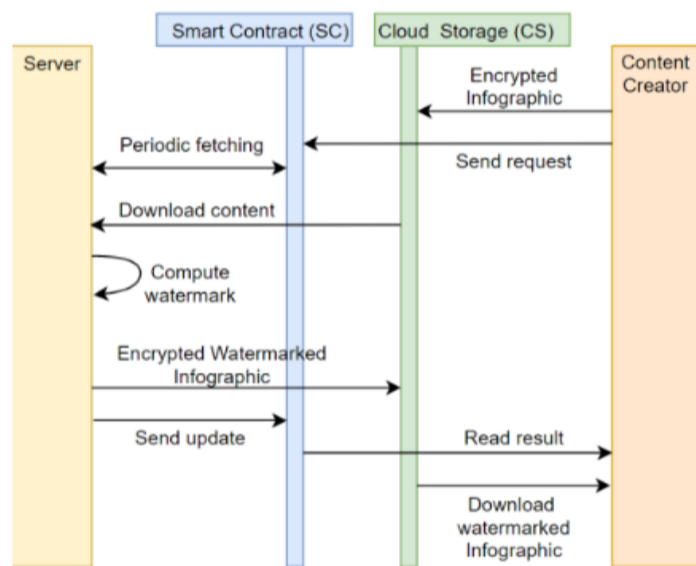 Smart Contract (SC)
Cloud Storage (CS)
Server
Content
Creator
Encrypted
Infographic
Periodic fetching
Send request
Download content
Compute
watermark
Encrypted Watermarked
Infographic
Send update
Read result
Download
watermarked
Infographic